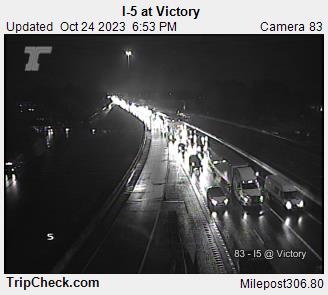 I-5 at Victory
Updated Oct 24 2023 6:53 PM Camera 83
T
S
83 - I5 @ Victory
TripCheck.com Milepost306.80